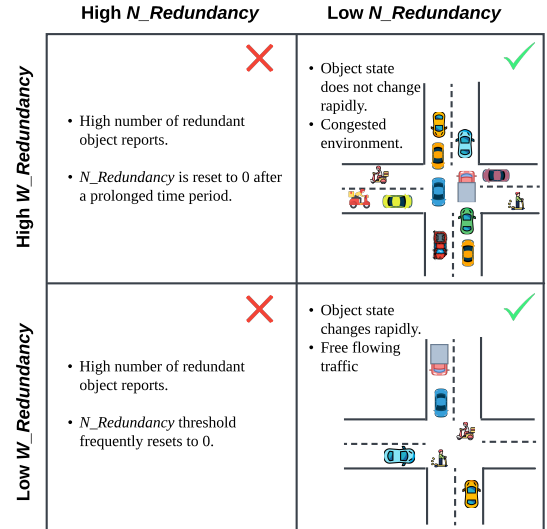 High N_Redundancy
Low N_Redundancy
High W_Redundancy
• High number of redundant
object reports.
• N_Redundancy is reset to 0 after
a prolonged time period.
• Object state
does not change
rapidly.
• Congested
environment.
Low W_Redundancy
• High number of redundant
object reports.
• N_Redundancy threshold
frequently resets to 0.
• Object state
changes rapidly.
• Free flowing
traffic